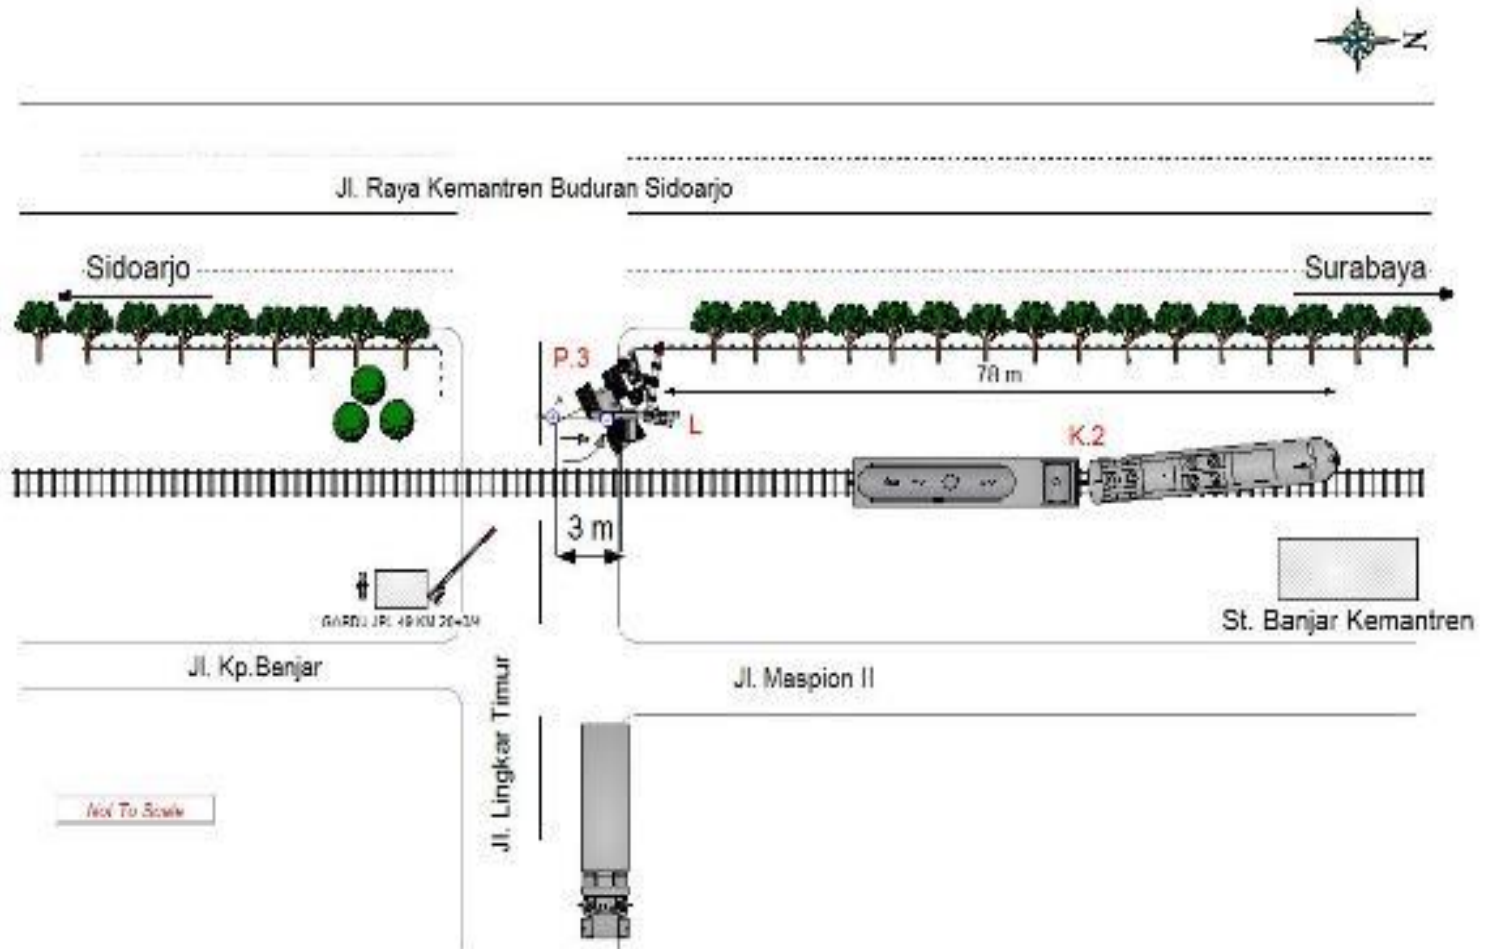 N
Jl. Raya Kemantren Buduran Sidoarjo
Sidoarjo
Surabaya
P.3
78 m
L
K.2
3 m
St. Banjar Kemantren
Jl. Kp.Banjar
Jl. Maspion II
Jl. Lingkar Timur
Not To Scale